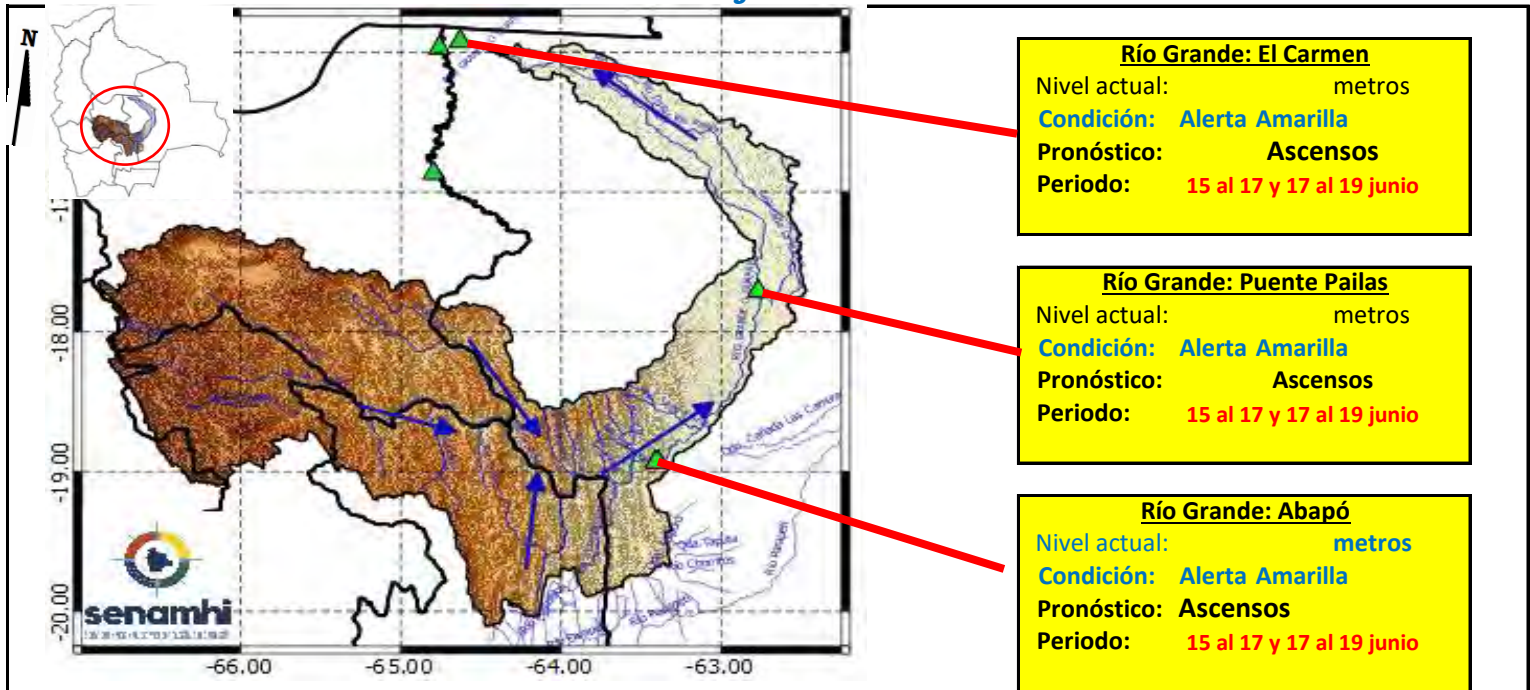 N
Río Grande: El Carmen
Nivel actual: metros
Condición: Alerta Amarilla
Pronóstico: Ascensos
Periodo: 15 al 17 y 17 al 19 junio
Río Grande: Puente Pailas
Nivel actual: metros
Condición: Alerta Amarilla
Pronóstico: Ascensos
Periodo: 15 al 17 y 17 al 19 junio
Río Grande: Abapó
Nivel actual: metros
Condición: Alerta Amarilla
Pronóstico: Ascensos
Periodo: 15 al 17 y 17 al 19 junio
-18.00
-19.00
-20.00
Qda. Cañada Las
senamhi
-66.00 -65.00 -64.00 -63.00